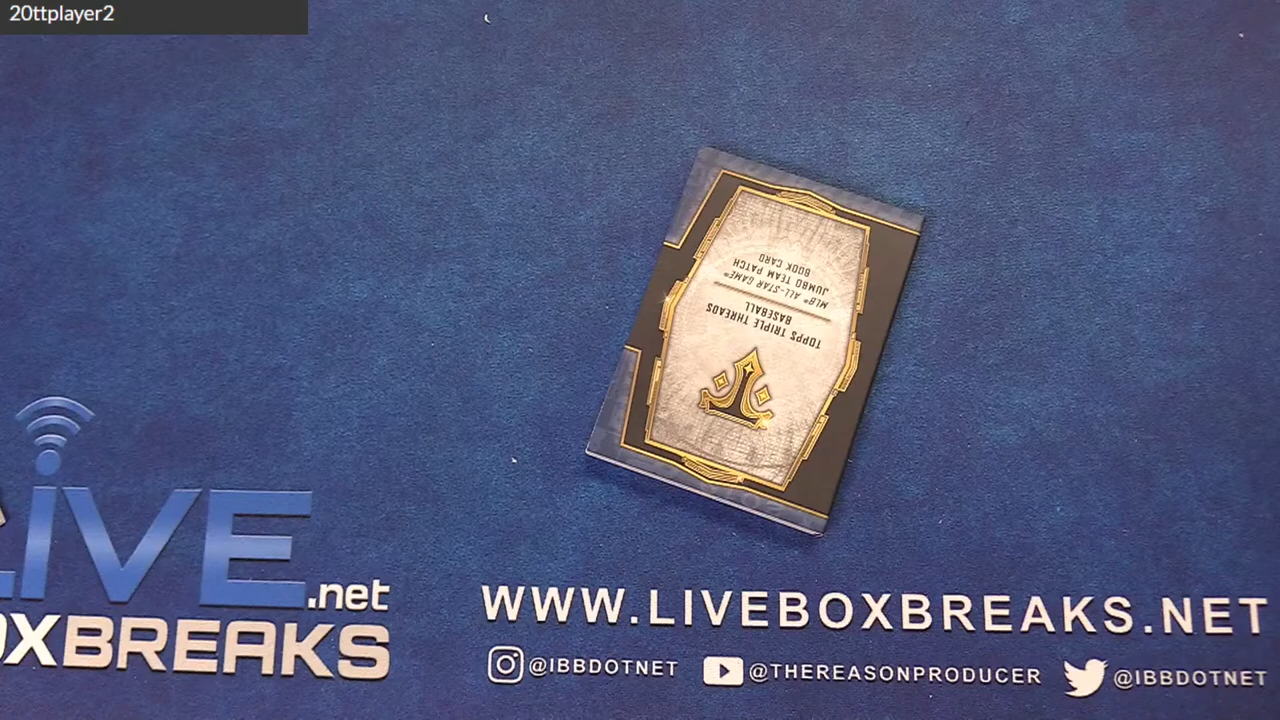 20ttplayer2
TOPPS TRIPLE THREADS
BASEBALL
MLB® ALL-STAR GAME®
JUMBO TEAM PATCH
BOOK CARD
LIVE
.net
OXBREAKS
WWW.LIVEBOXBREAKS.NET
@IBBDOTNET
@THEREASONPRODUCER
@IBBDOTNET